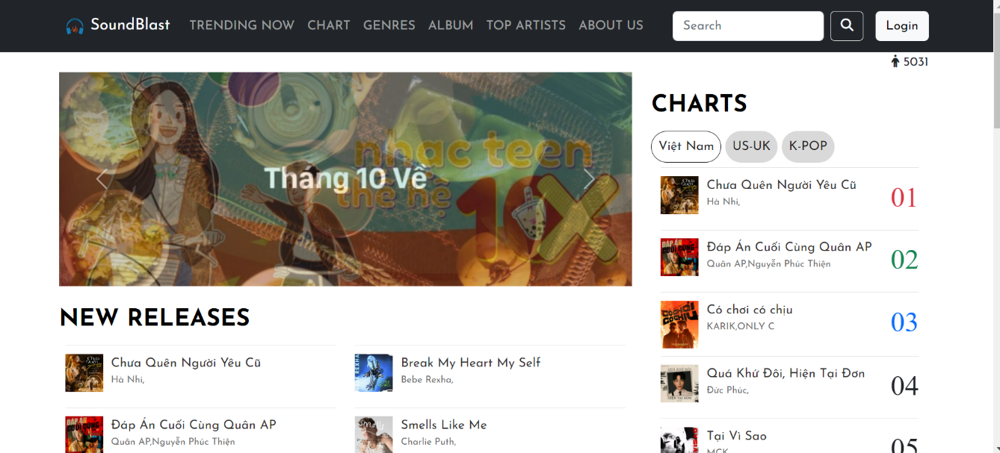 SoundBlast
TRENDING NOW
CHART
GENRES
ALBUM
TOP ARTISTS
ABOUT US
Search
Login
5031
nhạc teen
thế hệ
10X
Tháng 10 Về
CHARTS
Việt Nam
US-UK
K-POP
Chưa Quên Người Yêu Cũ
Hà Nhi,
01
Đáp Án Cuối Cùng Quân AP
Quân AP,Nguyễn Phúc Thiện
02
Có chơi có chịu
KARIK,ONLY C
03
Quá Khứ Đôi, Hiện Tại Đơn
Đức Phúc,
04
Tại Vì Sao
MCK
05
NEW RELEASES
Chưa Quên Người Yêu Cũ
Hà Nhi,
Break My Heart My Self
Bebe Rexha,
Đáp Án Cuối Cùng Quân AP
Quân AP,Nguyễn Phúc Thiện
Smells Like Me
Charlie Puth,